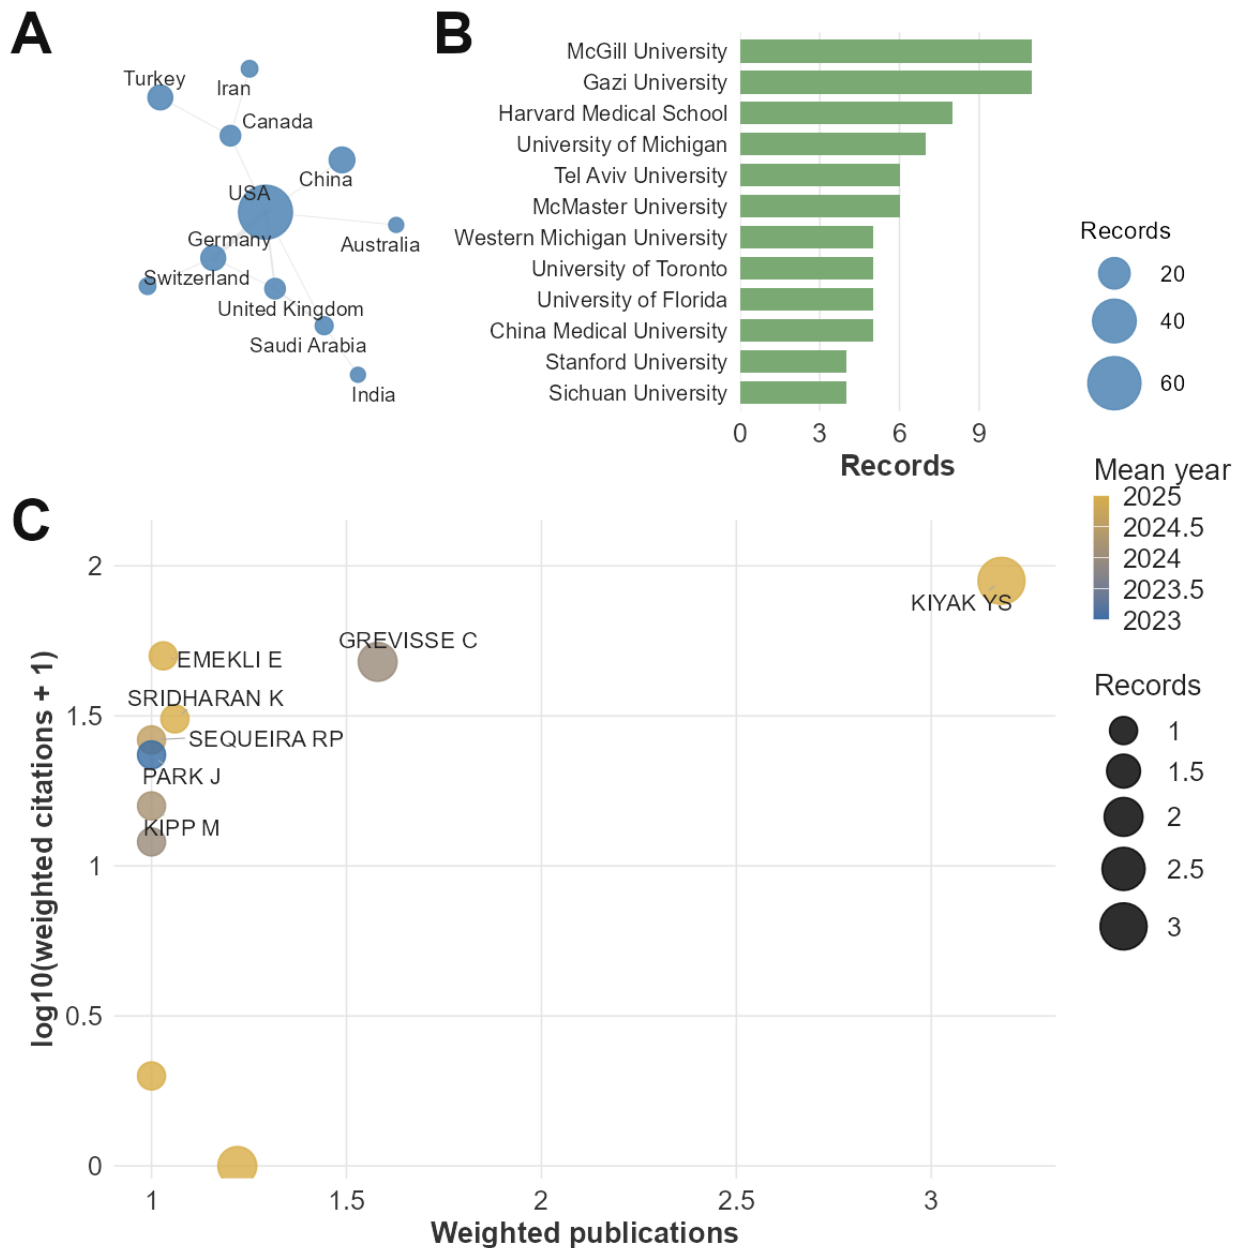 A
Turkey
Iran
Canada
China
USA
Australia
Germany
Switzerland
United Kingdom
Saudi Arabia
India
B
McGill University
Gazi University
Harvard Medical School
University of Michigan
Tel Aviv University
McMaster University
Western Michigan University
University of Toronto
University of Florida
China Medical University
Stanford University
Sichuan University
0 3 6 9
Records
Records
20
40
60
Mean year
2025
2024.5
2024
2023.5
2023
Records
1
1.5
2
2.5
3
C
log10(weighted citations + 1)
2
1.5
1
0.5
0
KIYAK YS
GREVISSE C
EMEKLI E
SRIDHARAN K
SEQUEIRA RP
PARK J
KIPP M
1 1.5 2 2.5 3
Weighted publications